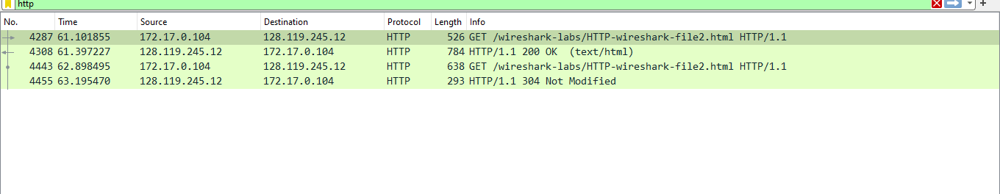 http
No. Time Source Destination Protocol Length Info
4287 61.101855 172.17.0.104 128.119.245.12 HTTP 526 GET /wireshark-labs/HTTP-wireshark-file2.html HTTP/1.1
4308 61.397227 128.119.245.12 172.17.0.104 HTTP 784 HTTP/1.1 200 OK (text/html)
4443 62.898495 172.17.0.104 128.119.245.12 HTTP 638 GET /wireshark-labs/HTTP-wireshark-file2.html HTTP/1.1
4455 63.195470 128.119.245.12 172.17.0.104 HTTP 293 HTTP/1.1 304 Not Modified